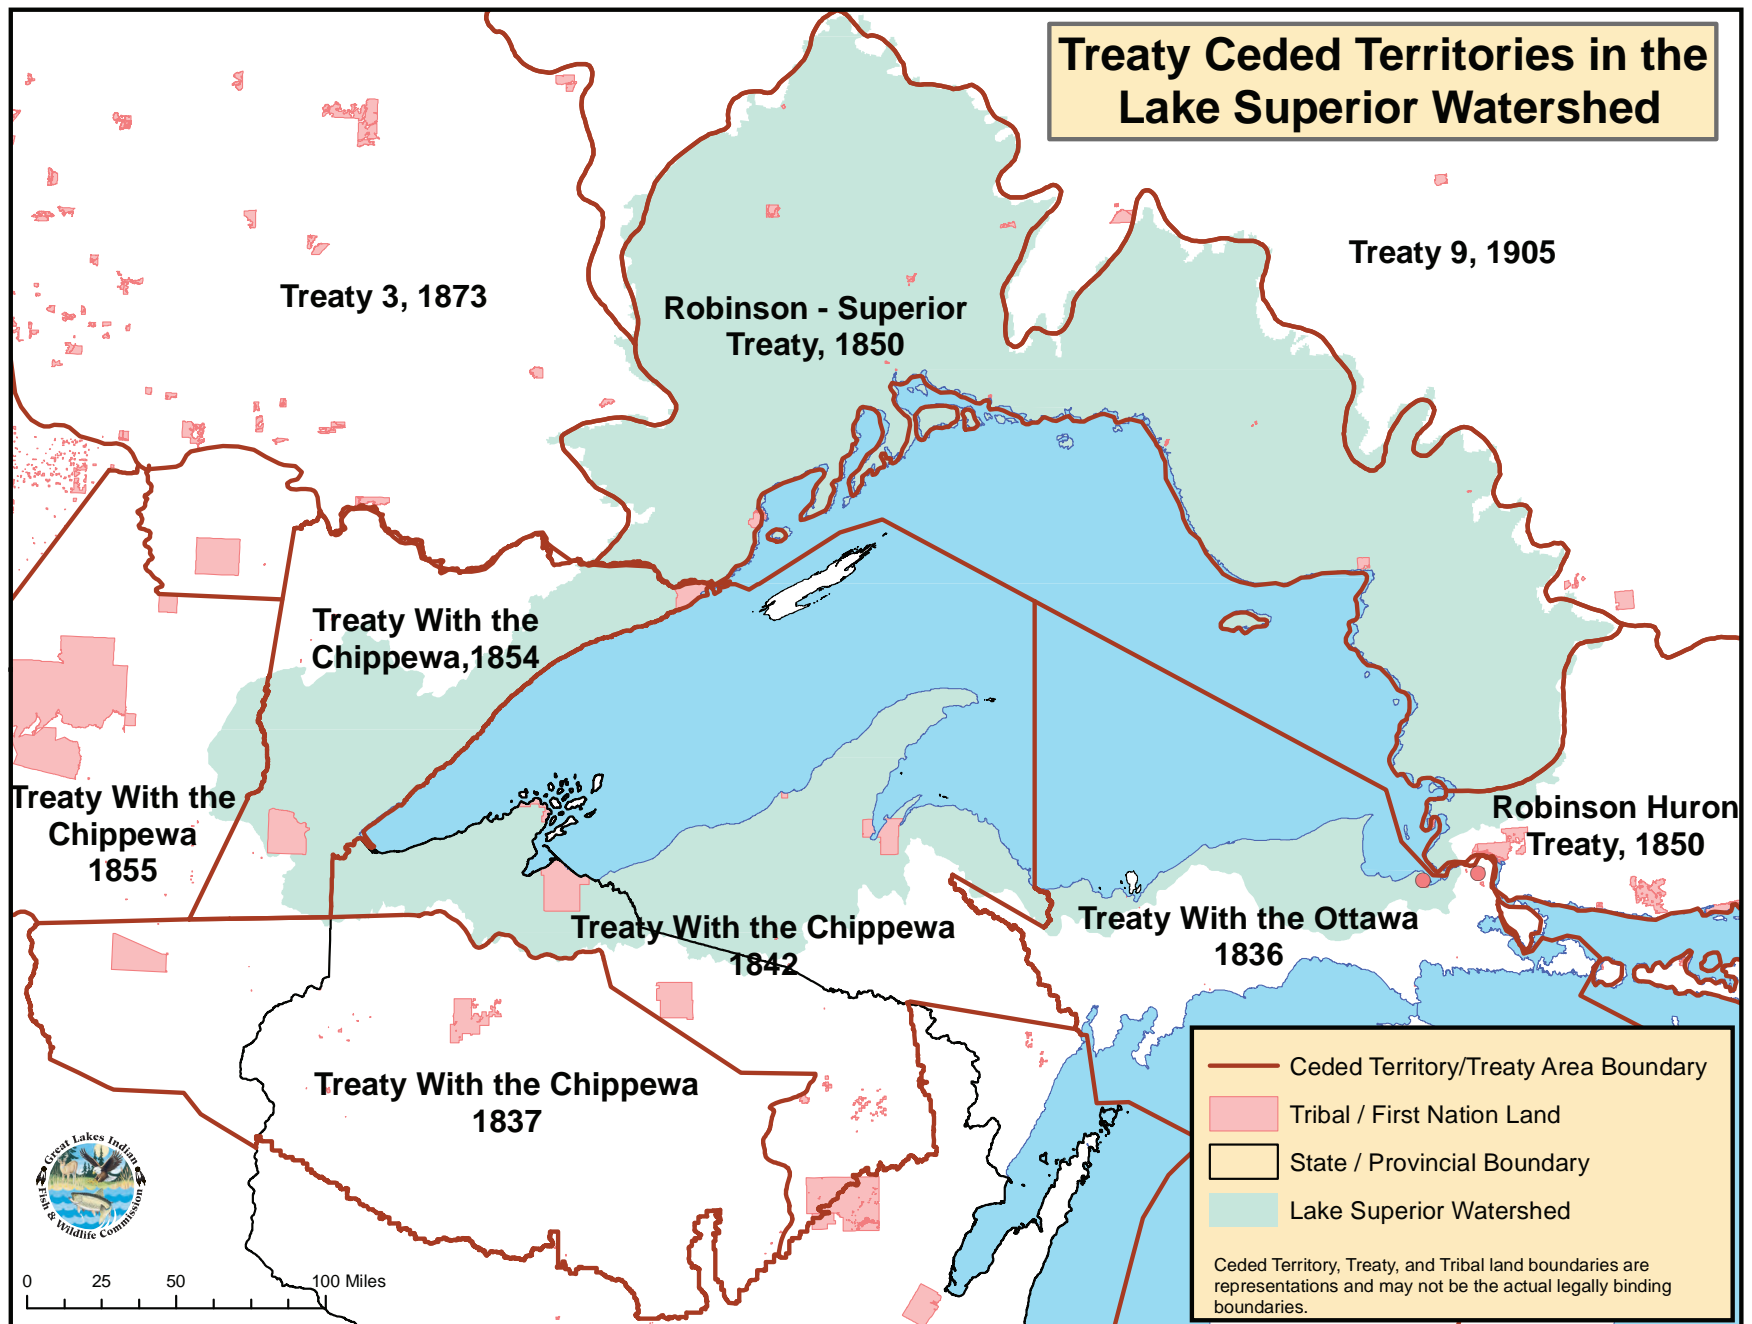 Treaty Ceded Territories in the
Lake Superior Watershed
Treaty 9, 1905
Treaty 3, 1873
Robinson - Superior
Treaty, 1850
Treaty With the
Chippewa,1854
Treaty With the
Chippewa
1855
Robinson Huron
Treaty, 1850
Treaty With the Chippewa
1842
Treaty With the Ottawa
1836
Treaty With the Chippewa
1837
Ceded Territory/Treaty Area Boundary
Tribal / First Nation Land
State / Provincial Boundary
Lake Superior Watershed
Ceded Territory, Treaty, and Tribal land boundaries are
representations and may not be the actual legally binding
boundaries.
Great Lakes Indian
Fish & Wildlife Commission
0 25 50 100 Miles